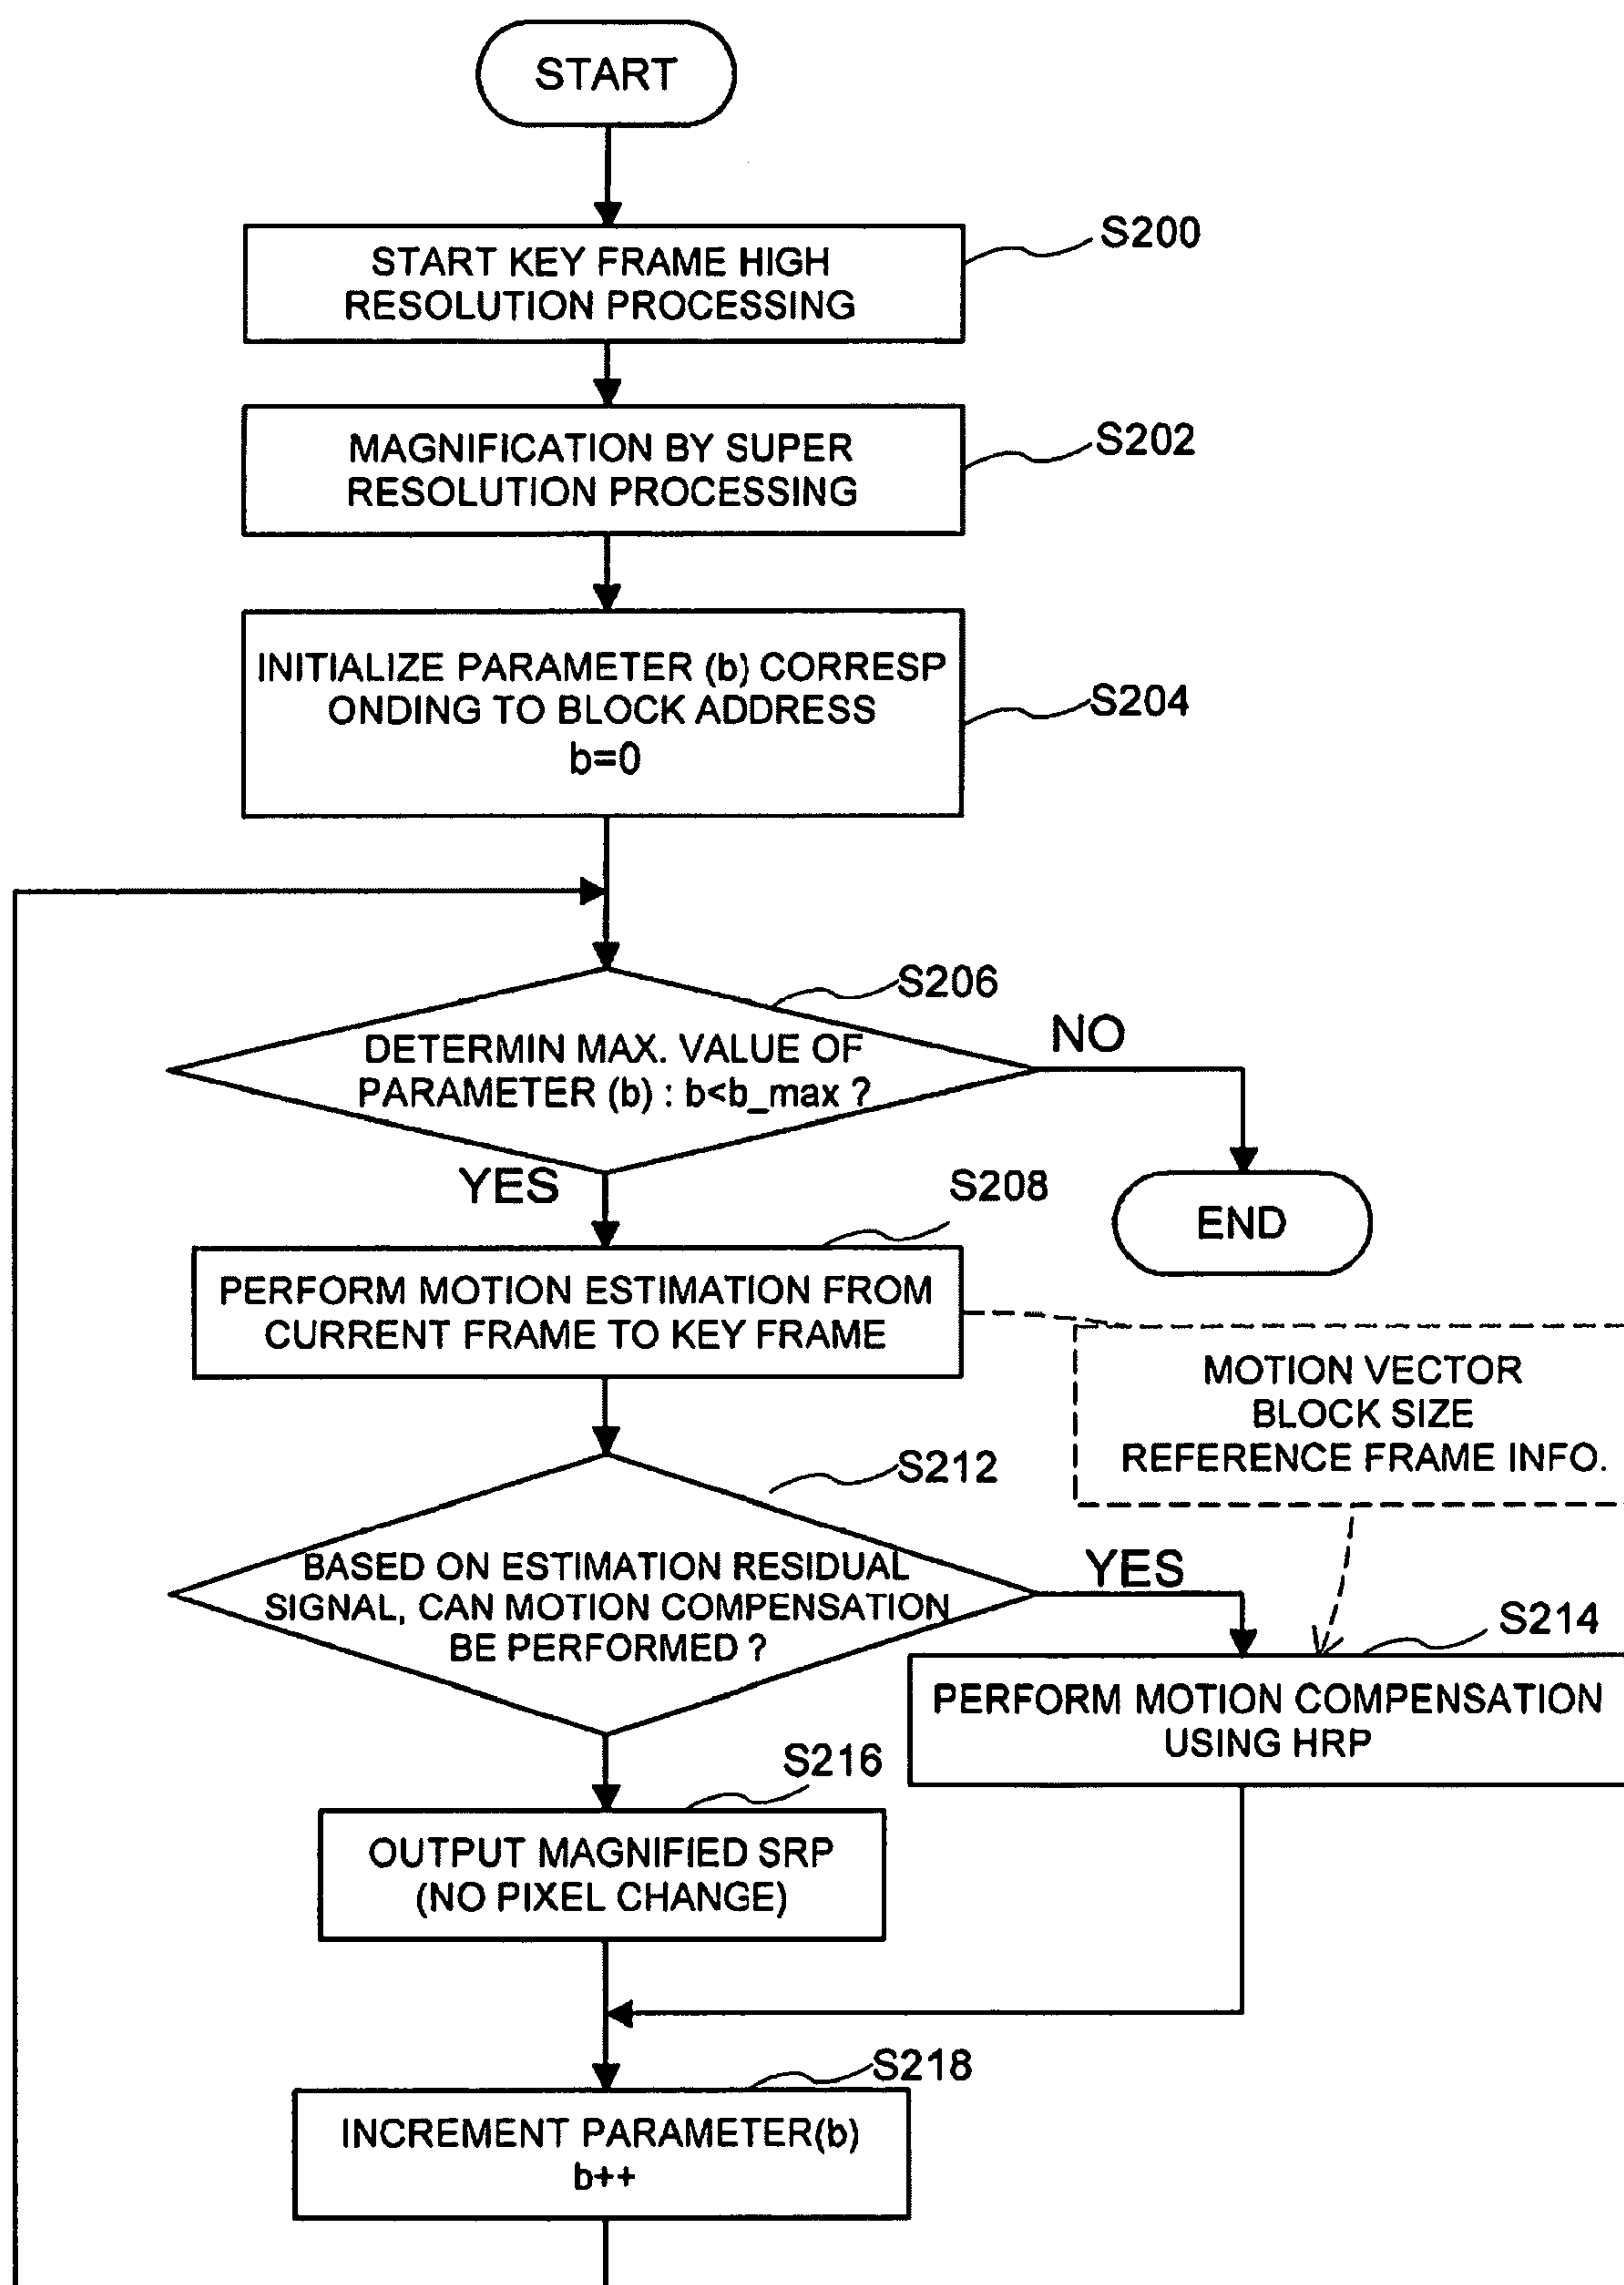 START
S200
START KEY FRAME HIGH
RESOLUTION PROCESSING
S202
MAGNIFICATION BY SUPER
RESOLUTION PROCESSING
INITIALIZE PARAMETER (b) CORRESP
ONDING TO BLOCK ADDRESS
b=0
S204
S206
NO
DETERMIN MAX. VALUE OF
PARAMETER (b) : b<b_max ?
YES
S208
END
PERFORM MOTION ESTIMATION FROM
CURRENT FRAME TO KEY FRAME
MOTION VECTOR
BLOCK SIZE
REFERENCE FRAME INFO.
S212
BASED ON ESTIMATION RESIDUAL
SIGNAL, CAN MOTION COMPENSATION
BE PERFORMED ?
YES
S214
PERFORM MOTION COMPENSATION
USING HRP
S216
OUTPUT MAGNIFIED SRP
(NO PIXEL CHANGE)
S218
INCREMENT PARAMETER(b)
b++